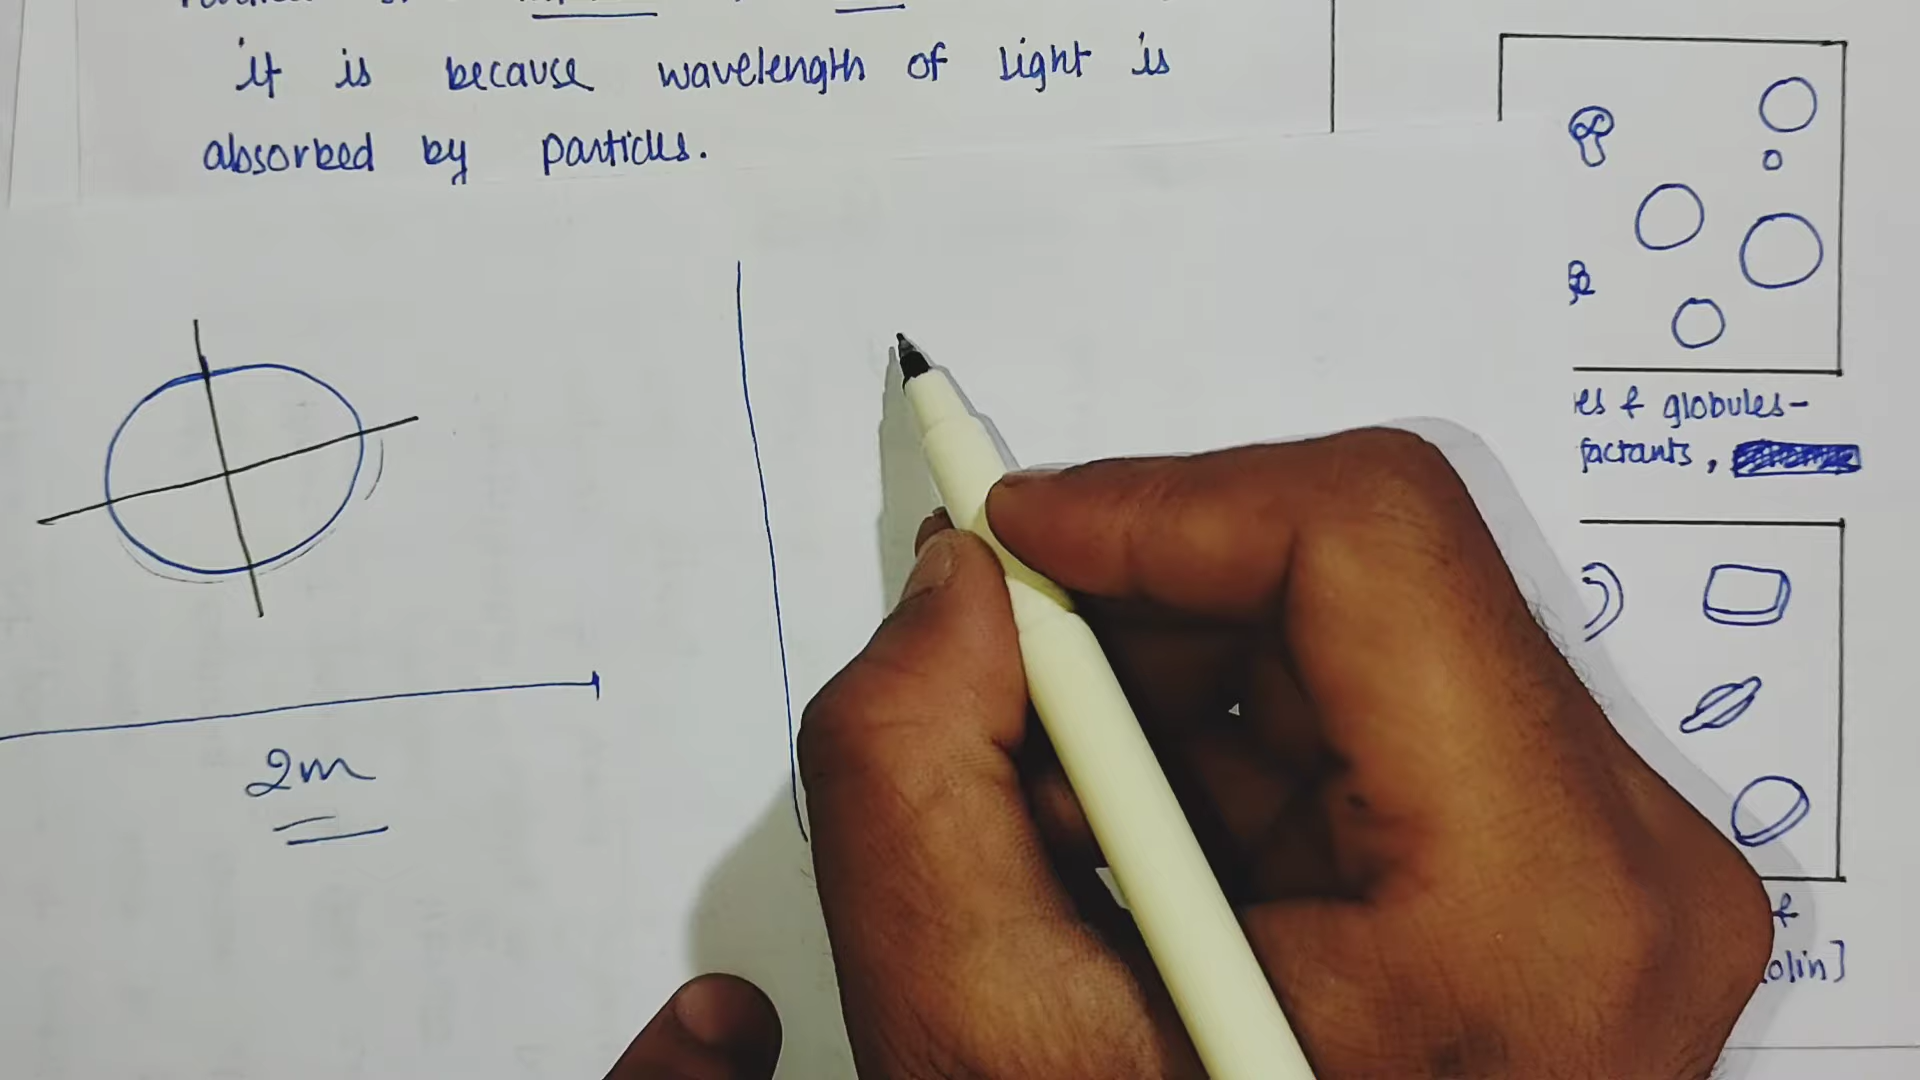 it is because wavelength of light is
absorbed by particles.
2m
es & globules-
factants,
&
olin]